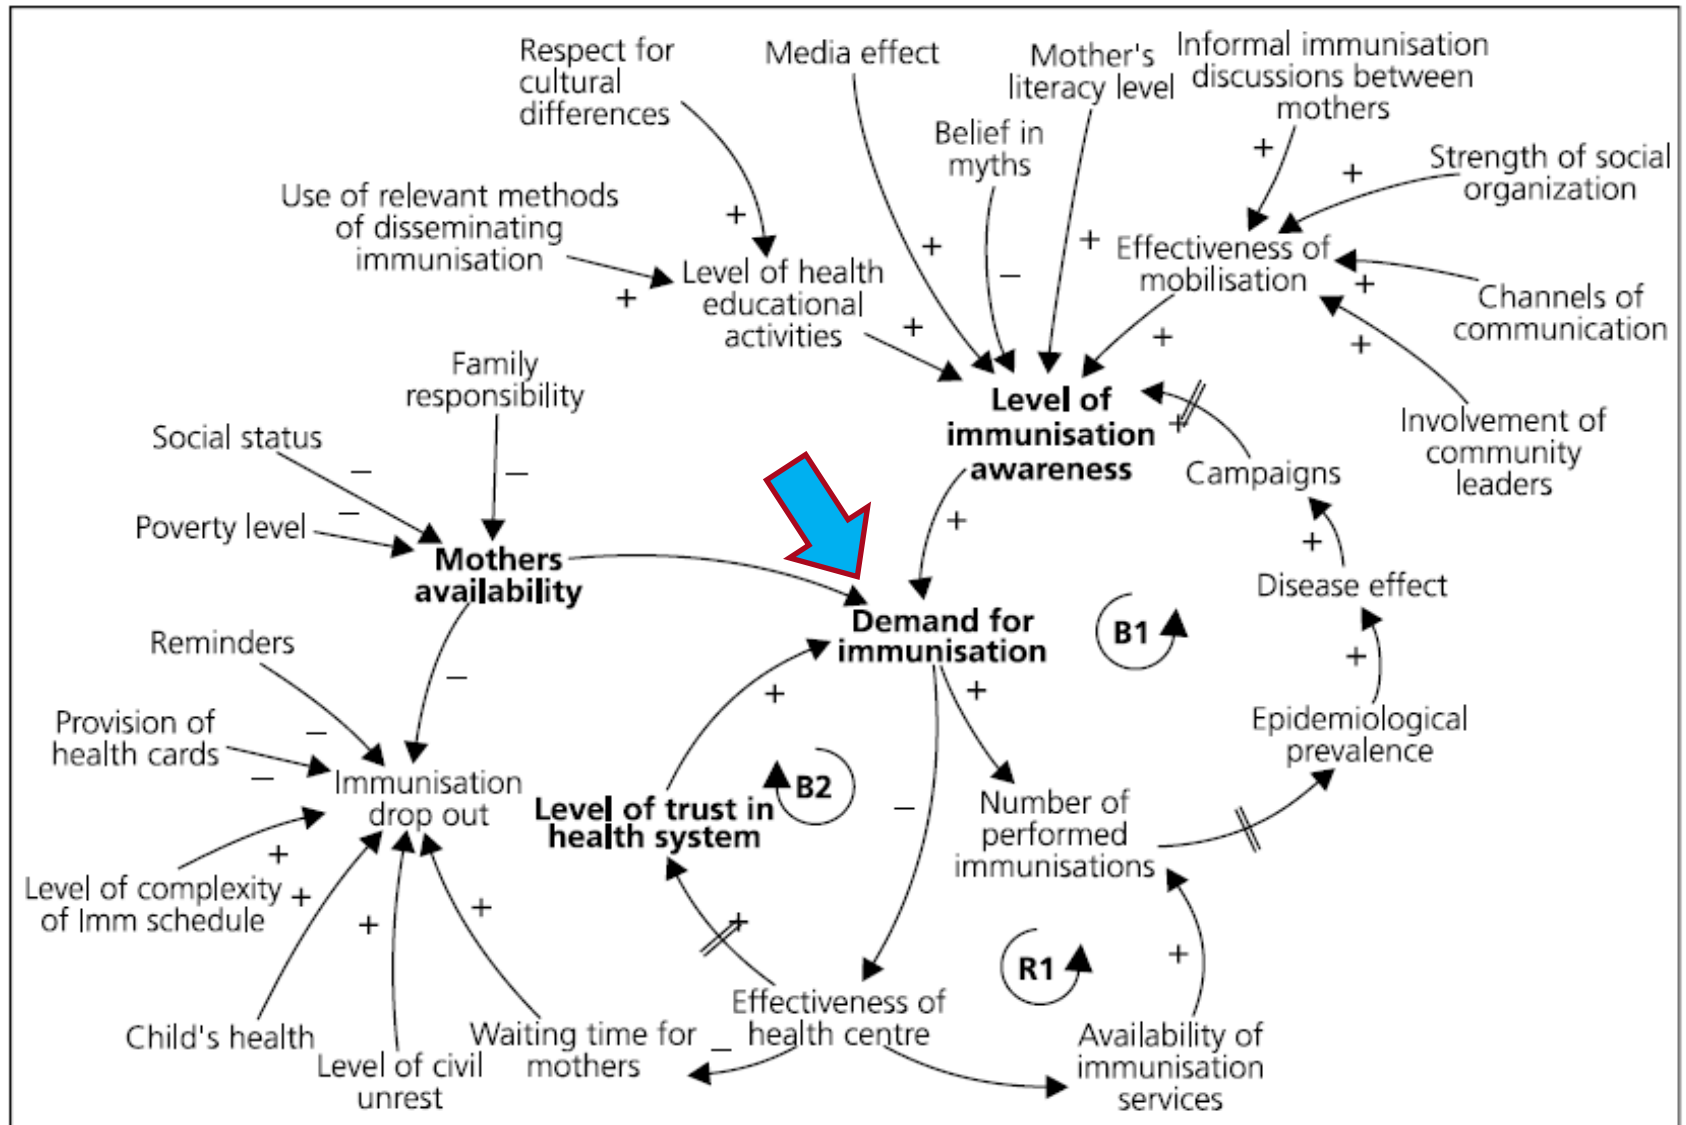 Respect for
cultural
differences
Media effect
Mother's
literacy level
Informal immunisation
discussions between
mothers
Belief in
myths
Strength of social
organization
Use of relevant methods
of disseminating
immunisation
+
+
+
+
–
+
+
+
Level of health
educational
activities
Effectiveness of
mobilisation
+
Channels of
communication
+
+
+
Family
responsibility
Level of
immunisation
awareness
+
Involvement of
community
leaders
Social status
–
–
Campaigns
Poverty level
–
+
+
Mothers
availability
Disease effect
Demand for
immunisation
B1
Reminders
–
+
+
+
Provision of
health cards
–
–
Epidemiological
prevalence
Immunisation
drop out
B2
Level of trust in
health system
–
Number of
performed
immunisations
+
Level of complexity
of Imm schedule
+
+
+
+
+
R1
Effectiveness of
health centre
Child's health
Level of civil
unrest
Waiting time for
mothers
–
Availability of
immunisation
services